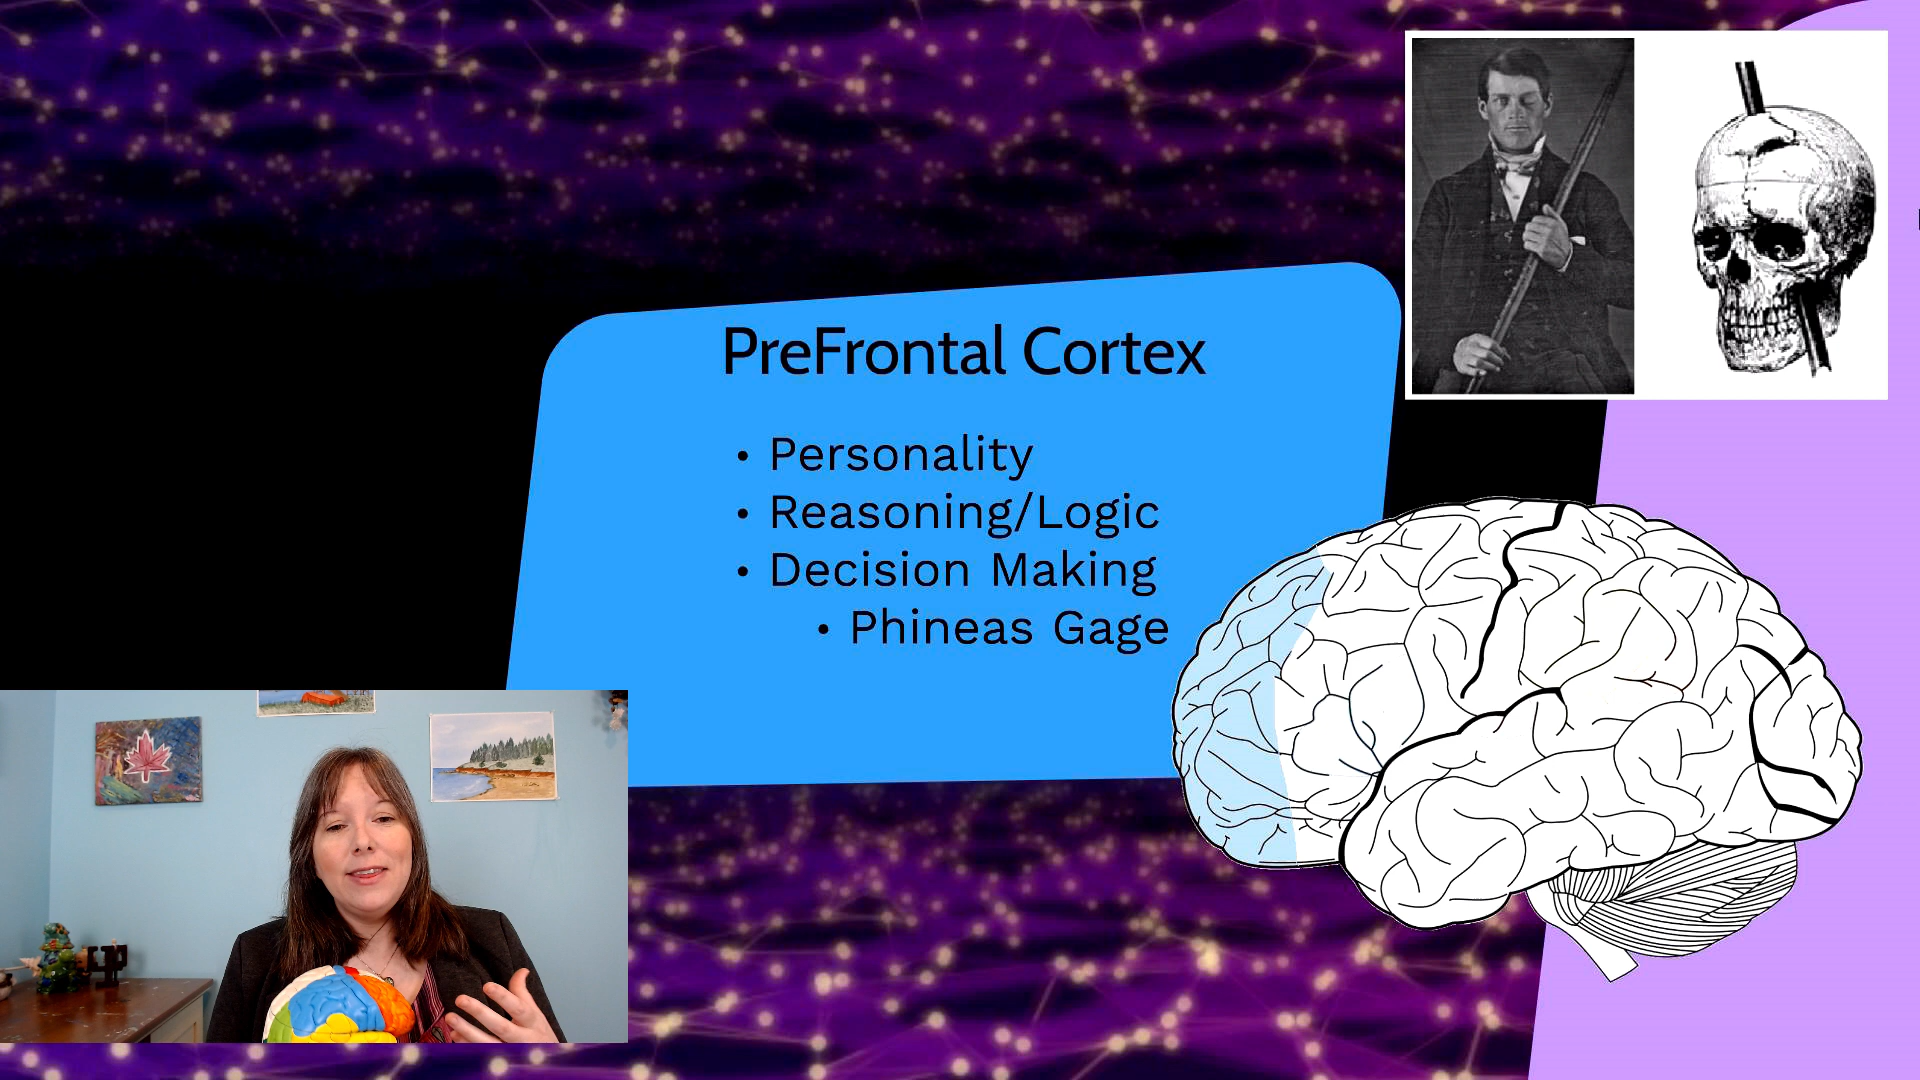 PreFrontal Cortex
• Personality
• Reasoning/Logic
• Decision Making
• Phineas Gage